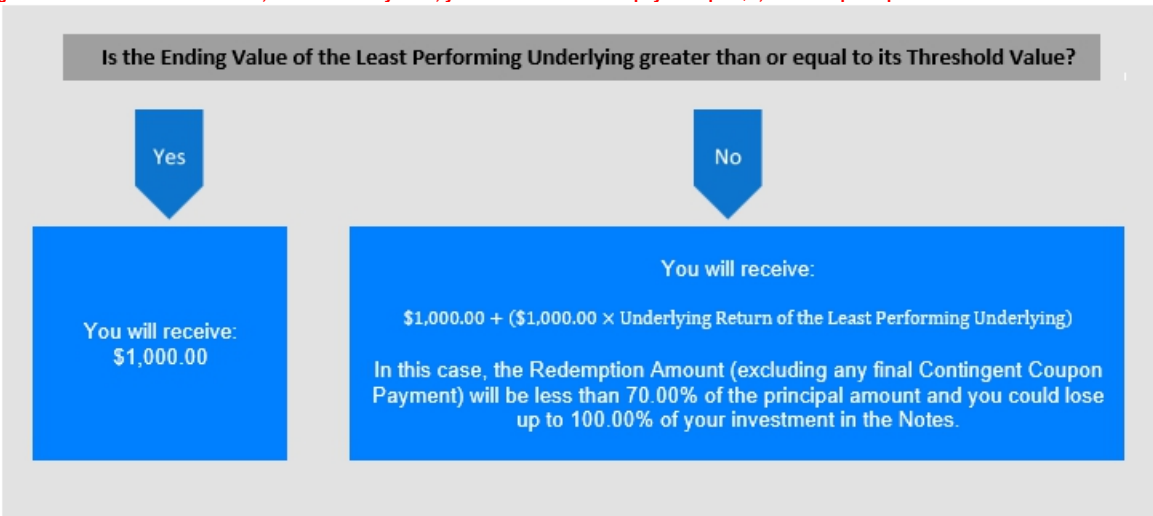 Is the Ending Value of the Least Performing Underlying greater than or equal to its Threshold Value?
Yes
No
You will receive:
$1,000.00
You will receive:
$1,000.00 + ($1,000.00 × Underlying Return of the Least Performing Underlying)
In this case, the Redemption Amount (excluding any final Contingent Coupon
Payment) will be less than 70.00% of the principal amount and you could lose
up to 100.00% of your investment in the Notes.